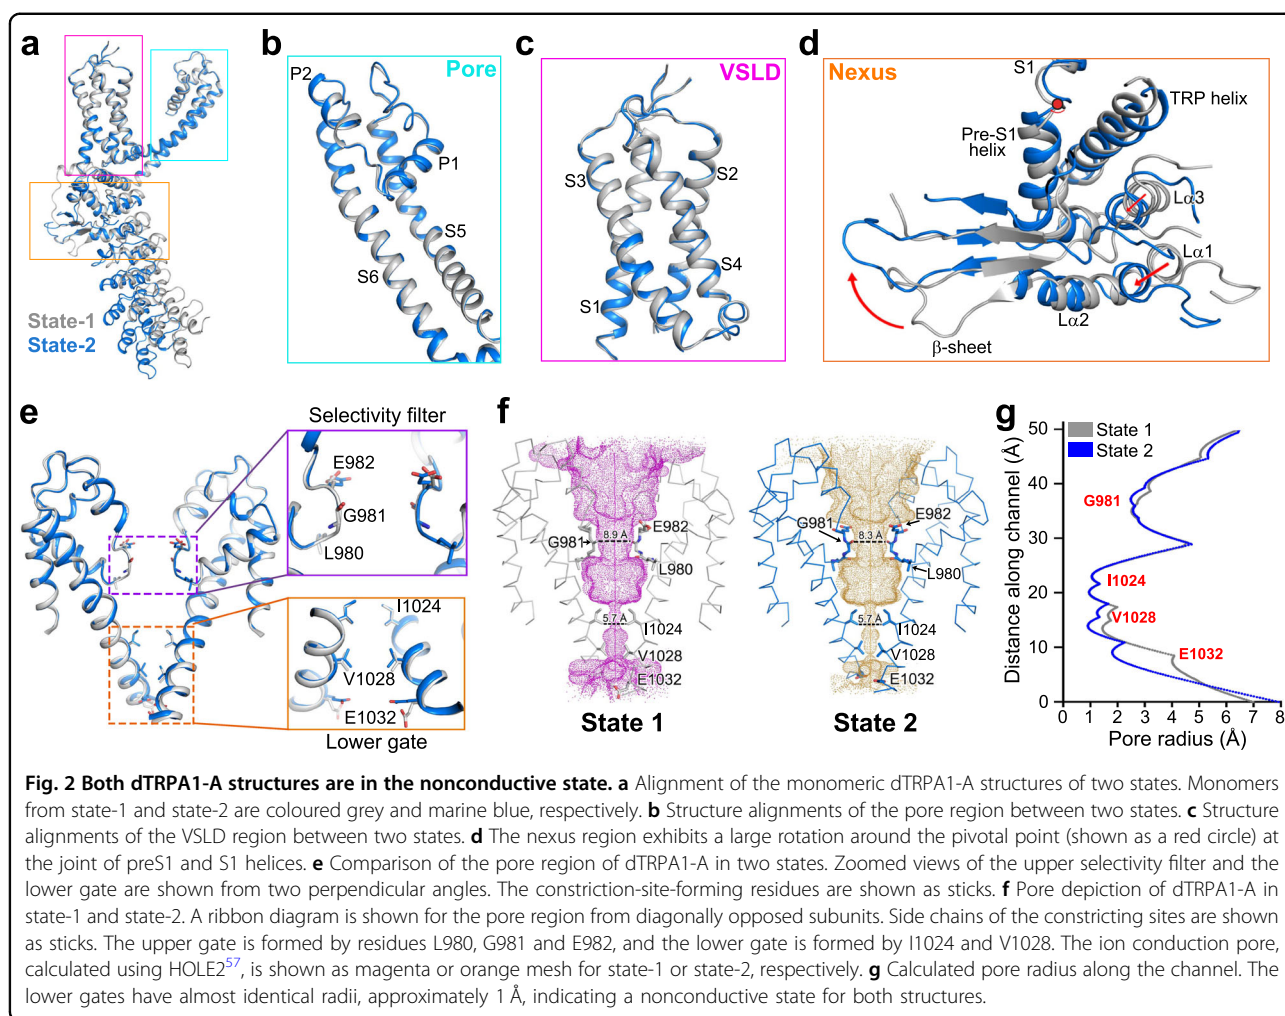 a
State-1
State-2
b
Pore
P2
P1
S5
S6
c
VSLD
S3
S2
S4
S1
d
Nexus
S1
TRP helix
Pre-S1
helix
Lα3
Lα1
Lα2
β-sheet
e
Selectivity filter
E982
G981
L980
I1024
V1028
E1032
Lower gate
f
E982
8.9 Å
G981
L980
5.7 Å
I1024
V1028
E1032
State 1
G981
E982
8.3 Å
L980
5.7 Å
I1024
V1028
E1032
State 2
g
State 1
State 2
Distance along channel (Å)
50
40
30
20
10
0
G981
I1024
V1028
E1032
0 1 2 3 4 5 6 7 8
Pore radius (Å)
Fig. 2 Both dTRPA1-A structures are in the nonconductive state. a Alignment of the monomeric dTRPA1-A structures of two states. Monomers
from state-1 and state-2 are coloured grey and marine blue, respectively. b Structure alignments of the pore region between two states. c Structure
alignments of the VSLD region between two states. d The nexus region exhibits a large rotation around the pivotal point (shown as a red circle) at
the joint of preS1 and S1 helices. e Comparison of the pore region of dTRPA1-A in two states. Zoomed views of the upper selectivity filter and the
lower gate are shown from two perpendicular angles. The constriction-site-forming residues are shown as sticks. f Pore depiction of dTRPA1-A in
state-1 and state-2. A ribbon diagram is shown for the pore region from diagonally opposed subunits. Side chains of the constricting sites are shown
as sticks. The upper gate is formed by residues L980, G981 and E982, and the lower gate is formed by I1024 and V1028. The ion conduction pore,
calculated using HOLE2⁵⁷, is shown as magenta or orange mesh for state-1 or state-2, respectively. g Calculated pore radius along the channel. The
lower gates have almost identical radii, approximately 1 Å, indicating a nonconductive state for both structures.